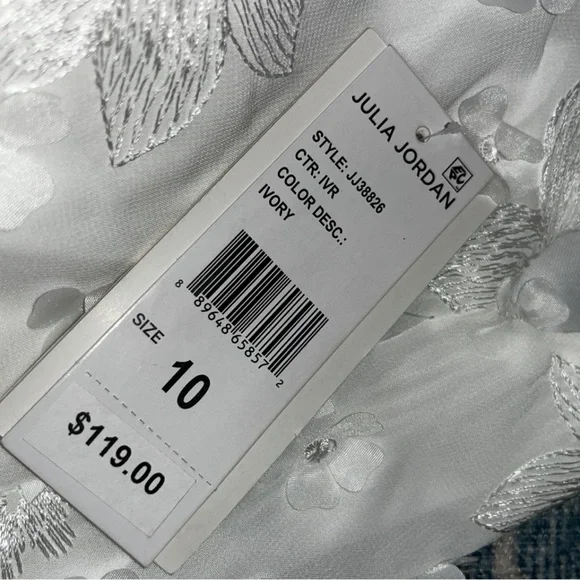 JULIA JORDAN
STYLE: JJ38826
CTR: IVR
COLOR DESC.:
IVORY
8 89648 65857 2
SIZE
10
$119.00